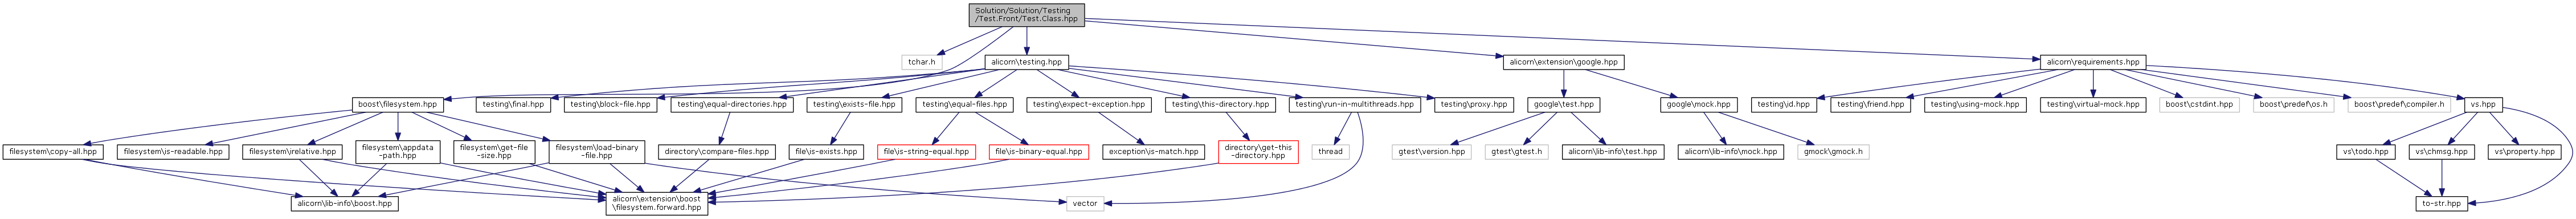 Solution/Solution/Testing
/Test.Front/Test.Class.hpp
tchar.h
alicorn\testing.hpp
alicorn\extension\google.hpp
alicorn\requirements.hpp
boost\filesystem.hpp
testing\final.hpp
testing\block-file.hpp
testing\equal-directories.hpp
testing\exists-file.hpp
testing\equal-files.hpp
testing\expect-exception.hpp
testing\this-directory.hpp
testing\run-in-multithreads.hpp
testing\proxy.hpp
google\test.hpp
google\mock.hpp
testing\id.hpp
testing\friend.hpp
testing\using-mock.hpp
testing\virtual-mock.hpp
boost\cstdint.hpp
boost\predef\os.h
boost\predef\compiler.h
vs.hpp
filesystem\copy-all.hpp
filesystem\is-readable.hpp
filesystem\irelative.hpp
filesystem\appdata
-path.hpp
filesystem\get-file
-size.hpp
filesystem\load-binary
-file.hpp
directory\compare-files.hpp
file\is-exists.hpp
file\is-string-equal.hpp
file\is-binary-equal.hpp
exception\is-match.hpp
directory\get-this
-directory.hpp
thread
gtest\version.hpp
gtest\gtest.h
alicorn\lib-info\test.hpp
alicorn\lib-info\mock.hpp
gmock\gmock.h
vs\todo.hpp
vs\chmsg.hpp
vs\property.hpp
alicorn\lib-info\boost.hpp
alicorn\extension\boost
\filesystem.forward.hpp
vector
to-str.hpp